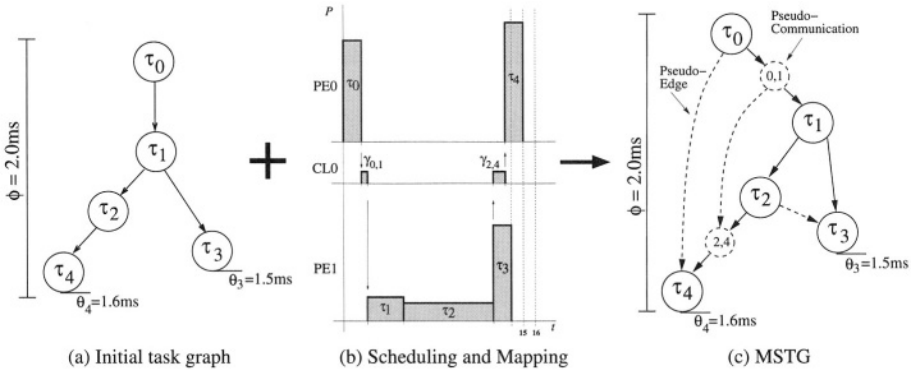 φ = 2.0ms
τ0
τ1
τ2
τ3
τ4
θ3=1.5ms
θ4=1.6ms
(a) Initial task graph
P
PE0
τ0
τ4
CL0
γ0,1
γ2,4
PE1
τ1
τ2
τ3
15 16 t
(b) Scheduling and Mapping
φ = 2.0ms
Pseudo–
Communication
Pseudo–
Edge
τ0
0,1
τ1
τ2
2,4
τ3
θ3=1.5ms
τ4
θ4=1.6ms
(c) MSTG